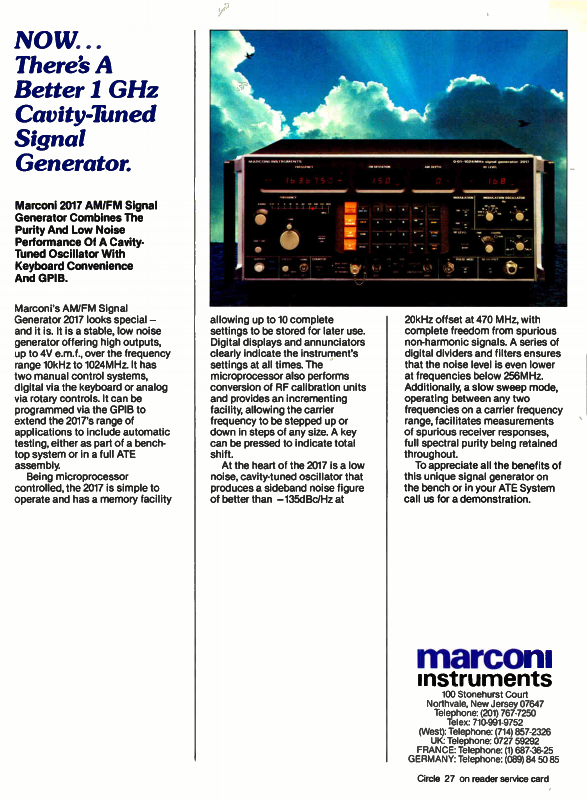 NOW...
There's A
Better 1 GHz
Cavity-Tuned
Signal
Generator.
Marconi 2017 AM/FM Signal
Generator Combines The
Purity And Low Noise
Performance Of A Cavity-
Tuned Oscillator With
Keyboard Convenience
And GPIB.
Marconi's AM/FM Signal
Generator 2017 looks special –
and it is. It is a stable, low noise
generator offering high outputs,
up to 4V e.m.f., over the frequency
range 10kHz to 1024MHz. It has
two manual control systems,
digital via the keyboard or analog
via rotary controls. It can be
programmed via the GPIB to
extend the 2017's range of
applications to include automatic
testing, either as part of a bench-
top system or in a full ATE
assembly.
Being microprocessor
controlled, the 2017 is simple to
operate and has a memory facility
MARCONI INSTRUMENTS
0·01-1024MHz signal generator 2017
allowing up to 10 complete
settings to be stored for later use.
Digital displays and annunciators
clearly indicate the instrument's
settings at all times. The
microprocessor also performs
conversion of RF calibration units
and provides an incrementing
facility, allowing the carrier
frequency to be stepped up or
down in steps of any size. A key
can be pressed to indicate total
shift.
At the heart of the 2017 is a low
noise, cavity-tuned oscillator that
produces a sideband noise figure
of better than –135dBc/Hz at
20kHz offset at 470 MHz, with
complete freedom from spurious
non-harmonic signals. A series of
digital dividers and filters ensures
that the noise level is even lower
at frequencies below 256MHz.
Additionally, a slow sweep mode,
operating between any two
frequencies on a carrier frequency
range, facilitates measurements
of spurious receiver responses,
full spectral purity being retained
throughout.
To appreciate all the benefits of
this unique signal generator on
the bench or in your ATE System
call us for a demonstration.
marconi
instruments
100 Stonehurst Court
Northvale, New Jersey 07647
Telephone: (201) 767-7250
Telex: 710-991-9752
(West): Telephone: (714) 857-2326
UK: Telephone: 0727 59292
FRANCE: Telephone: (1) 687-36-25
GERMANY: Telephone: (089) 84 50 85
Circle 27 on reader service card